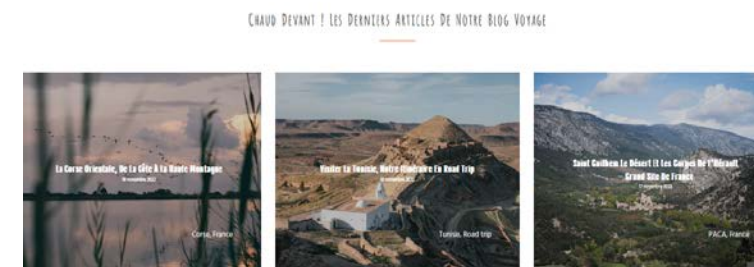 Chaud Devant ! Les Derniers Articles De Notre Blog Voyage
La Corse Orientale, De La Côte À La Haute Montagne
Corse, France
Visiter La Tunisie, Notre Itinéraire En Road Trip
Tunisie, Road trip
Saint Guilhem Le Désert Et Les Gorges De l'Hérault
Grand Site De France
PACA, France